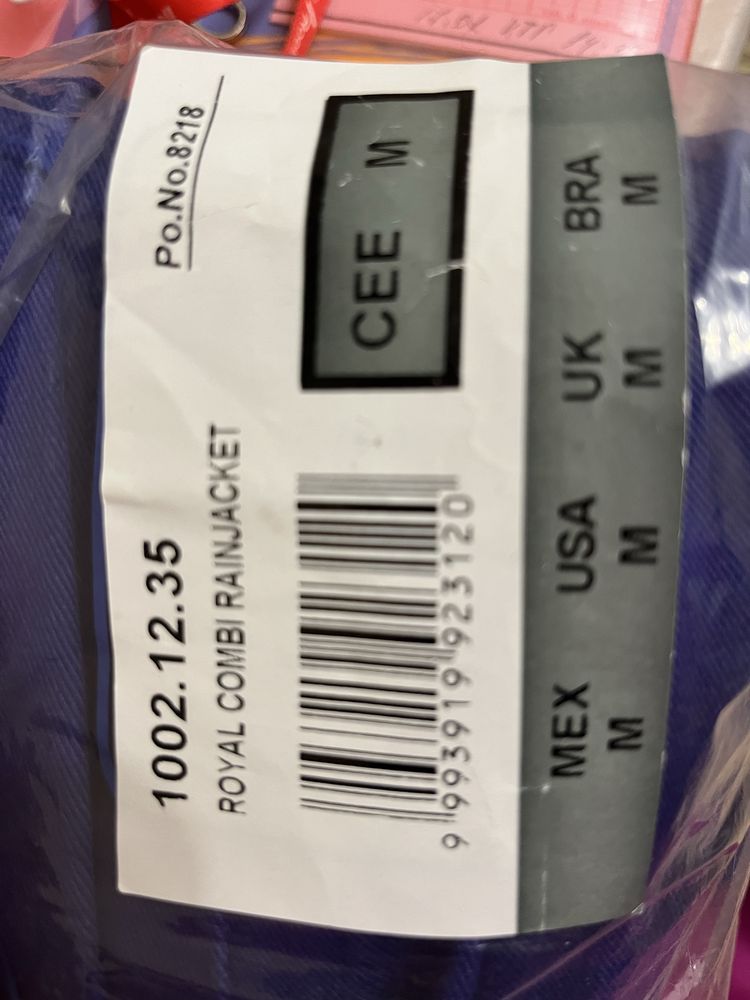 1002.12.35
Po.No.8218
ROYAL COMBI RAINJACKET
CEE M
9 993919 923120
MEX USA UK BRA
M M M M